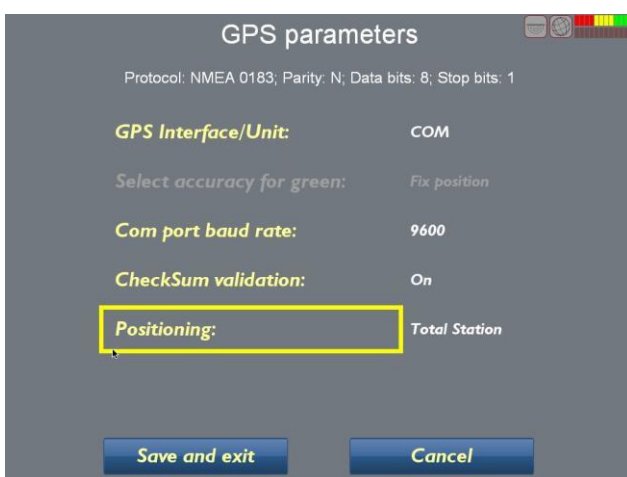 GPS parameters
Protocol: NMEA 0183; Parity: N; Data bits: 8; Stop bits: 1
GPS Interface/Unit: COM
Select accuracy for green: Fix position
Com port baud rate: 9600
CheckSum validation: On
Positioning: Total Station
Save and exit Cancel